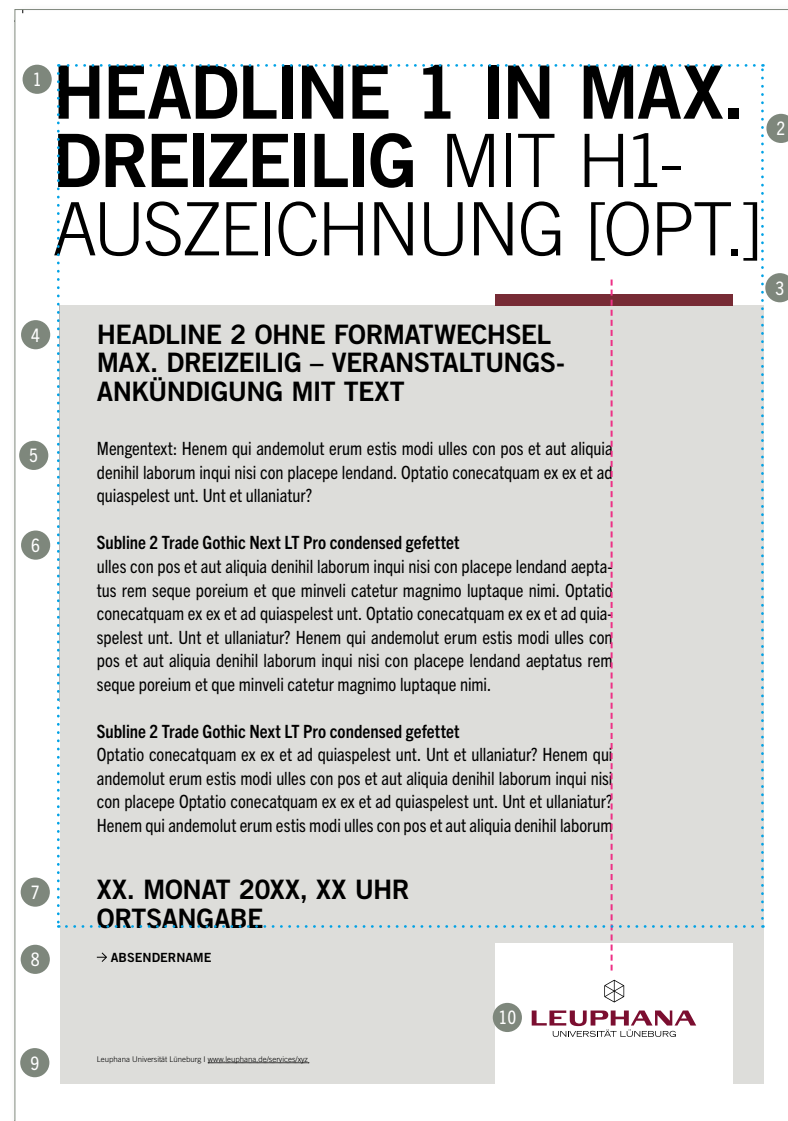 1
HEADLINE 1 IN MAX.
2
DREIZEILIG MIT H1-
AUSZEICHNUNG [OPT.]
3
4
HEADLINE 2 OHNE FORMATWECHSEL
MAX. DREIZEILIG – VERANSTALTUNGS-
ANKÜNDIGUNG MIT TEXT
5
Mengentext: Henem qui andemolut erum estis modi ulles con pos et aut aliquia
denihil laborum inqui nisi con placepe lendand. Optatio conecatquam ex ex et ad
quiaspelest unt. Unt et ullaniatur?
6
Subline 2 Trade Gothic Next LT Pro condensed gefettet
ulles con pos et aut aliquia denihil laborum inqui nisi con placepe lendand aepta-
tus rem seque poreium et que minveli catetur magnimo luptaque nimi. Optatio
conecatquam ex ex et ad quiaspelest unt. Optatio conecatquam ex ex et ad quia-
spelest unt. Unt et ullaniatur? Henem qui andemolut erum estis modi ulles con
pos et aut aliquia denihil laborum inqui nisi con placepe lendand aeptatus rem
seque poreium et que minveli catetur magnimo luptaque nimi.
Subline 2 Trade Gothic Next LT Pro condensed gefettet
Optatio conecatquam ex ex et ad quiaspelest unt. Unt et ullaniatur? Henem qui
andemolut erum estis modi ulles con pos et aut aliquia denihil laborum inqui nisi
con placepe Optatio conecatquam ex ex et ad quiaspelest unt. Unt et ullaniatur?
Henem qui andemolut erum estis modi ulles con pos et aut aliquia denihil laborum
7
XX. MONAT 20XX, XX UHR
ORTSANGABE
8
→ ABSENDERNAME
10
LEUPHANA
UNIVERSITÄT LÜNEBURG
9
Leuphana Universität Lüneburg I www.leuphana.de/services/xyz